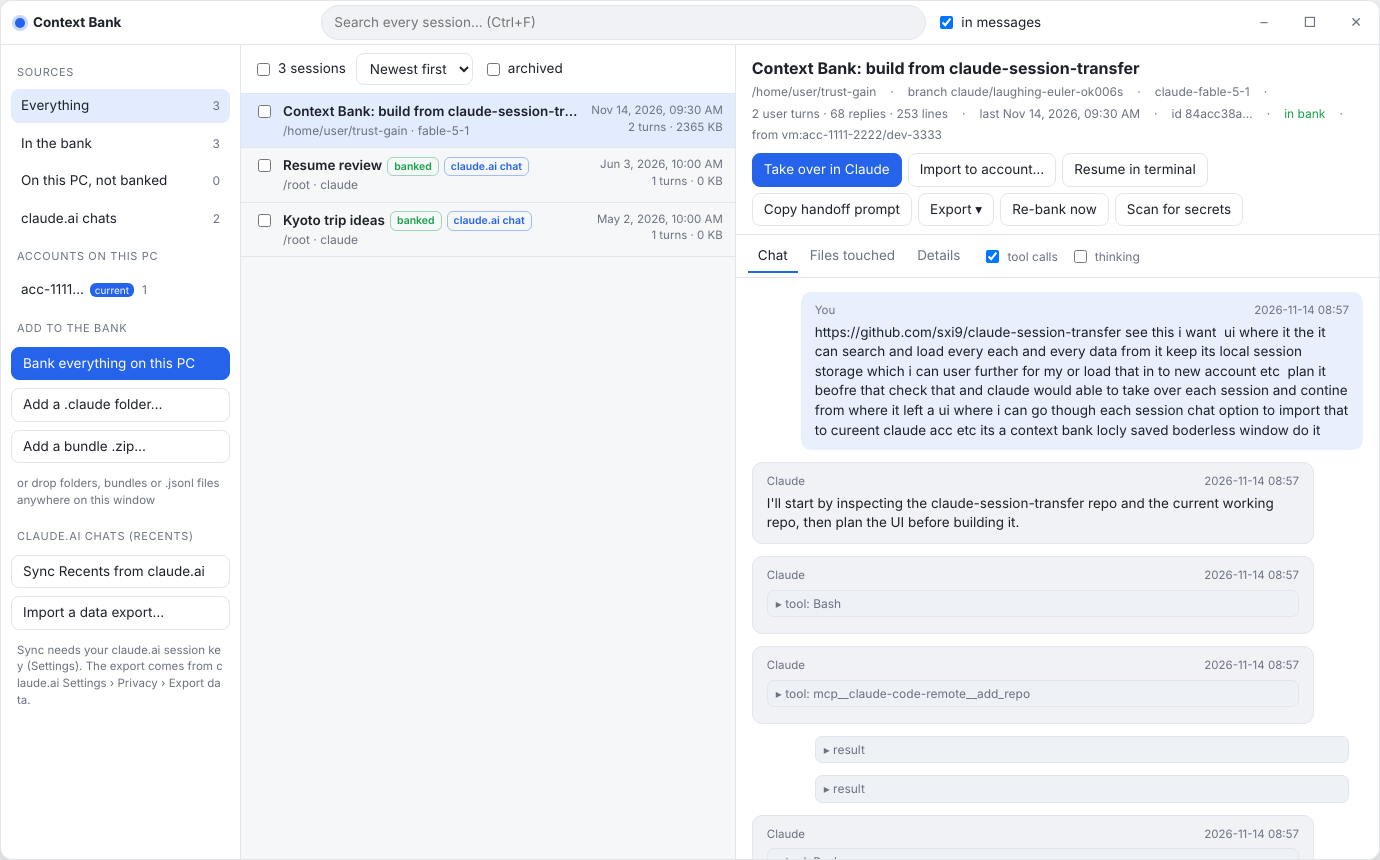 Context Bank
Search every session... (Ctrl+F)
in messages
SOURCES
Everything 3
In the bank 3
On this PC, not banked 0
claude.ai chats 2
ACCOUNTS ON THIS PC
acc-1111... current 1
ADD TO THE BANK
Bank everything on this PC
Add a .claude folder...
Add a bundle .zip...
or drop folders, bundles or .jsonl files
anywhere on this window
CLAUDE.AI CHATS (RECENTS)
Sync Recents from claude.ai
Import a data export...
Sync needs your claude.ai session ke
y (Settings). The export comes from c
laude.ai Settings › Privacy › Export da
ta.
3 sessions Newest first archived
Context Bank: build from claude-session-tr... Nov 14, 2026, 09:30 AM
/home/user/trust-gain · fable-5-1 2 turns · 2365 KB
Resume review banked claude.ai chat Jun 3, 2026, 10:00 AM
/root · claude 1 turns · 0 KB
Kyoto trip ideas banked claude.ai chat May 2, 2026, 10:00 AM
/root · claude 1 turns · 0 KB
Context Bank: build from claude-session-transfer
/home/user/trust-gain · branch claude/laughing-euler-ok006s · claude-fable-5-1 ·
2 user turns · 68 replies · 253 lines · last Nov 14, 2026, 09:30 AM · id 84acc38a... · in bank ·
from vm:acc-1111-2222/dev-3333
Take over in Claude Import to account... Resume in terminal
Copy handoff prompt Export ▾ Re-bank now Scan for secrets
Chat Files touched Details tool calls thinking
You 2026-11-14 08:57
https://github.com/sxi9/claude-session-transfer see this i want  ui where it the it
can search and load every each and every data from it keep its local session
storage which i can user further for my or load that in to new account etc  plan it
beofre that check that and claude would able to take over each session and contine
from where it left a ui where i can go though each session chat option to import that
to cureent claude acc etc its a context bank locly saved boderless window do it
Claude 2026-11-14 08:57
I'll start by inspecting the claude-session-transfer repo and the current working
repo, then plan the UI before building it.
Claude 2026-11-14 08:57
▸ tool: Bash
Claude 2026-11-14 08:57
▸ tool: mcp__claude-code-remote__add_repo
▸ result
▸ result
Claude 2026-11-14 08:57